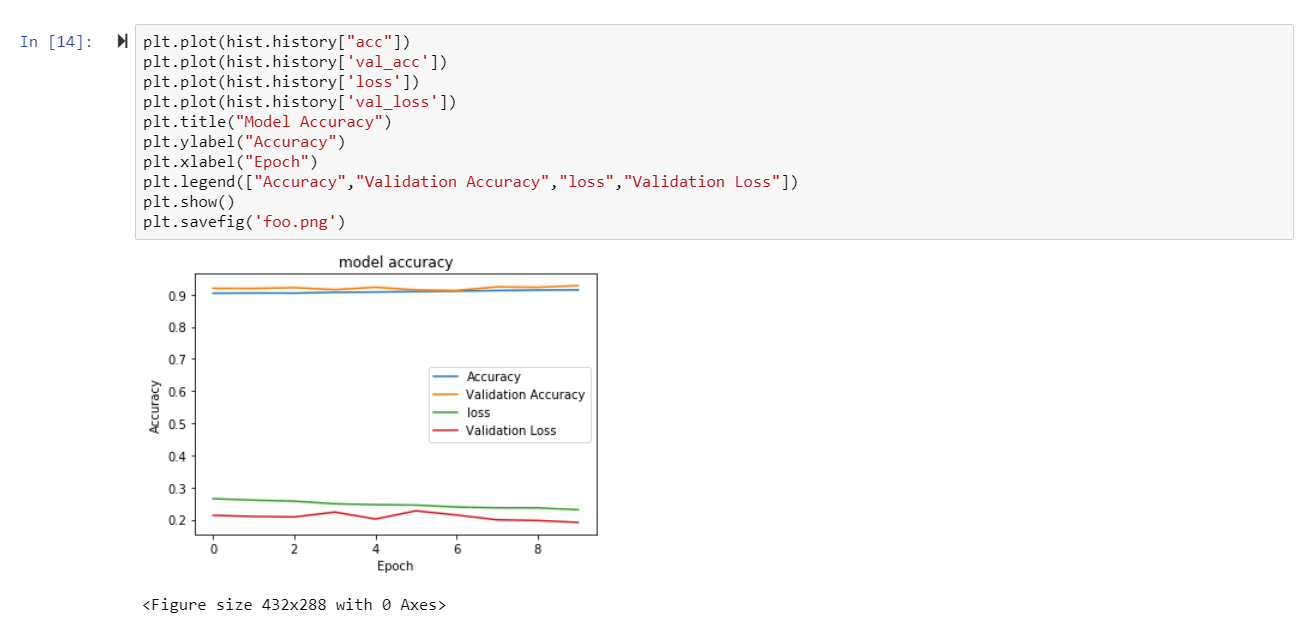 In [14]:
plt.plot(hist.history["acc"])
plt.plot(hist.history['val_acc'])
plt.plot(hist.history['loss'])
plt.plot(hist.history['val_loss'])
plt.title("Model Accuracy")
plt.ylabel("Accuracy")
plt.xlabel("Epoch")
plt.legend(["Accuracy","Validation Accuracy","loss","Validation Loss"])
plt.show()
plt.savefig('foo.png')
model accuracy
Accuracy
0.9
0.8
0.7
0.6
0.5
0.4
0.3
0.2
Accuracy
Validation Accuracy
loss
Validation Loss
0 2 4 6 8
Epoch
<Figure size 432x288 with 0 Axes>